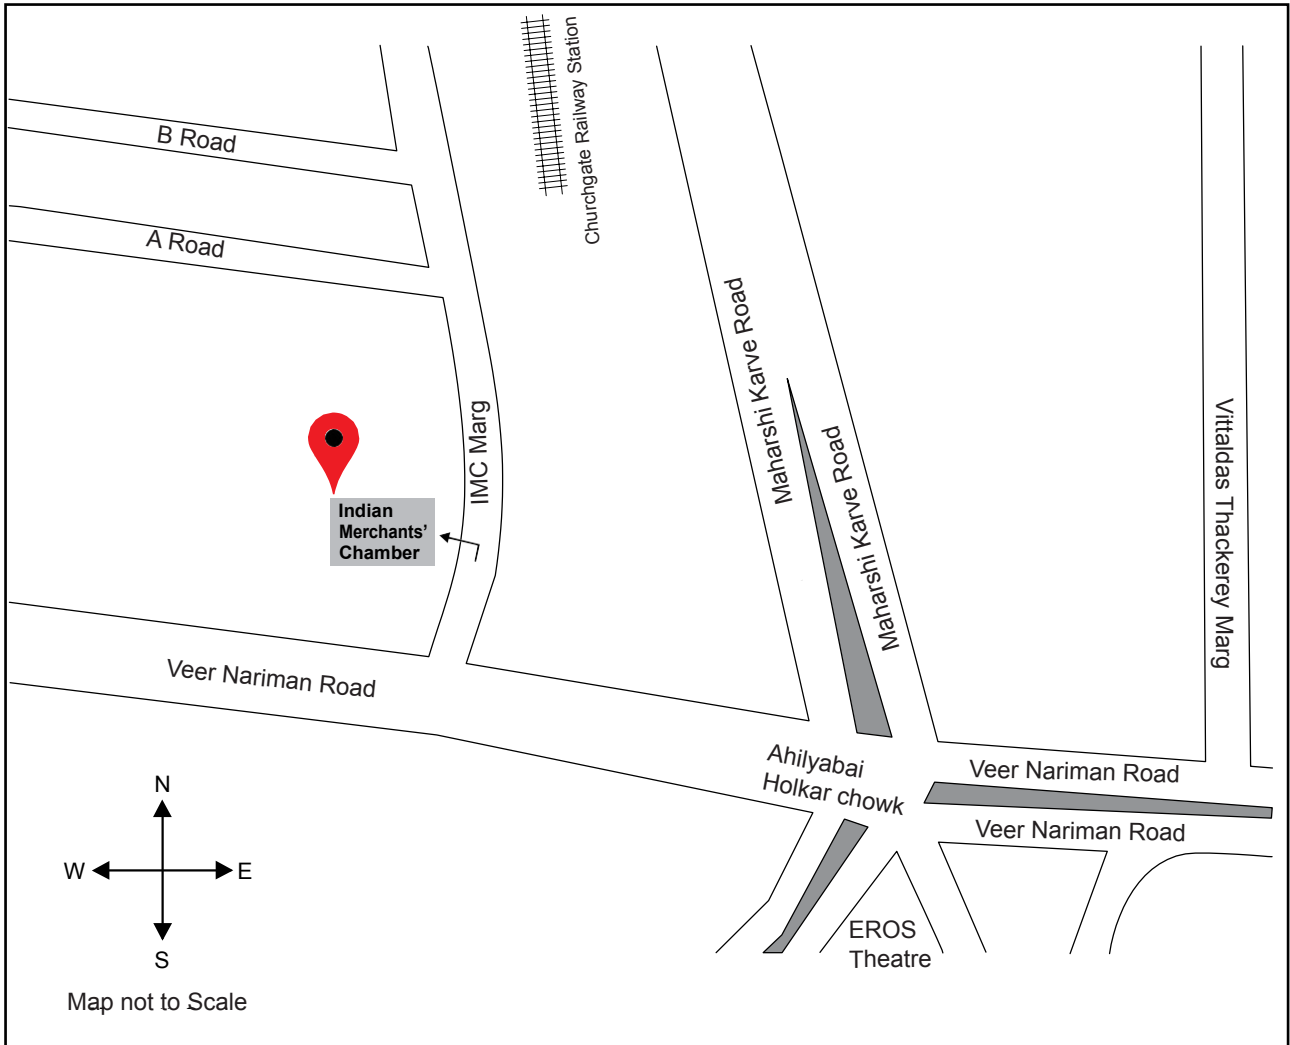 Churchgate Railway Station
B Road
A Road
Maharshi Karve Road
Maharshi Karve Road
IMC Marg
Vittaldas Thackerey Marg
Indian
Merchants’
Chamber
Veer Nariman Road
Ahilyabai
Holkar chowk
Veer Nariman Road
Veer Nariman Road
N
W
E
S
EROS
Theatre
Map not to Scale